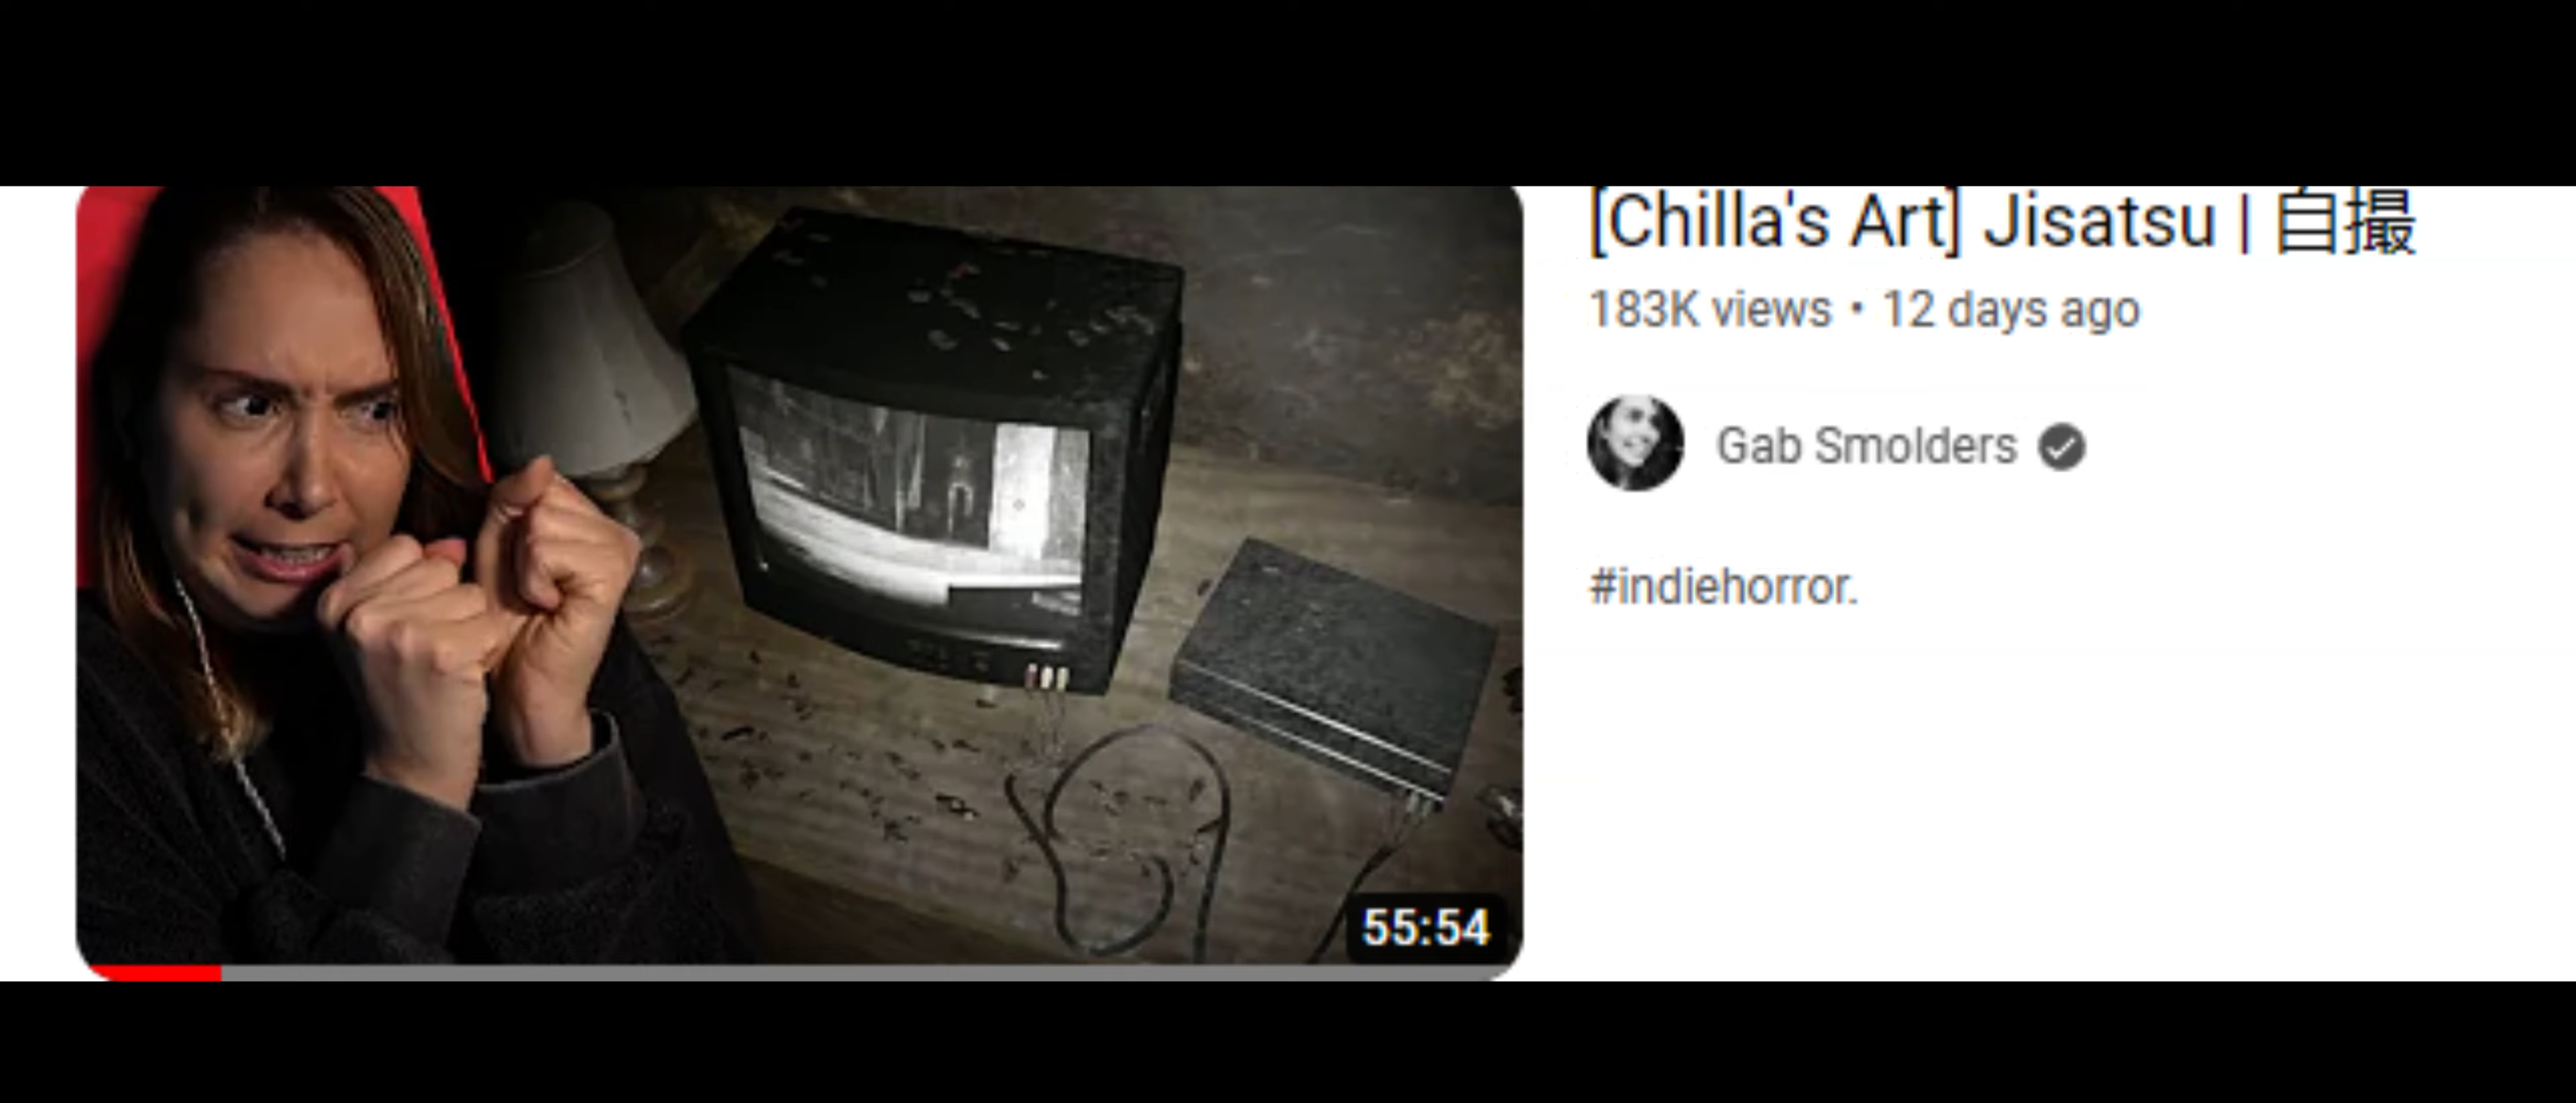 [Chilla's Art] Jisatsu | 自撮
183K views • 12 days ago
Gab Smolders
#indiehorror.
55:54